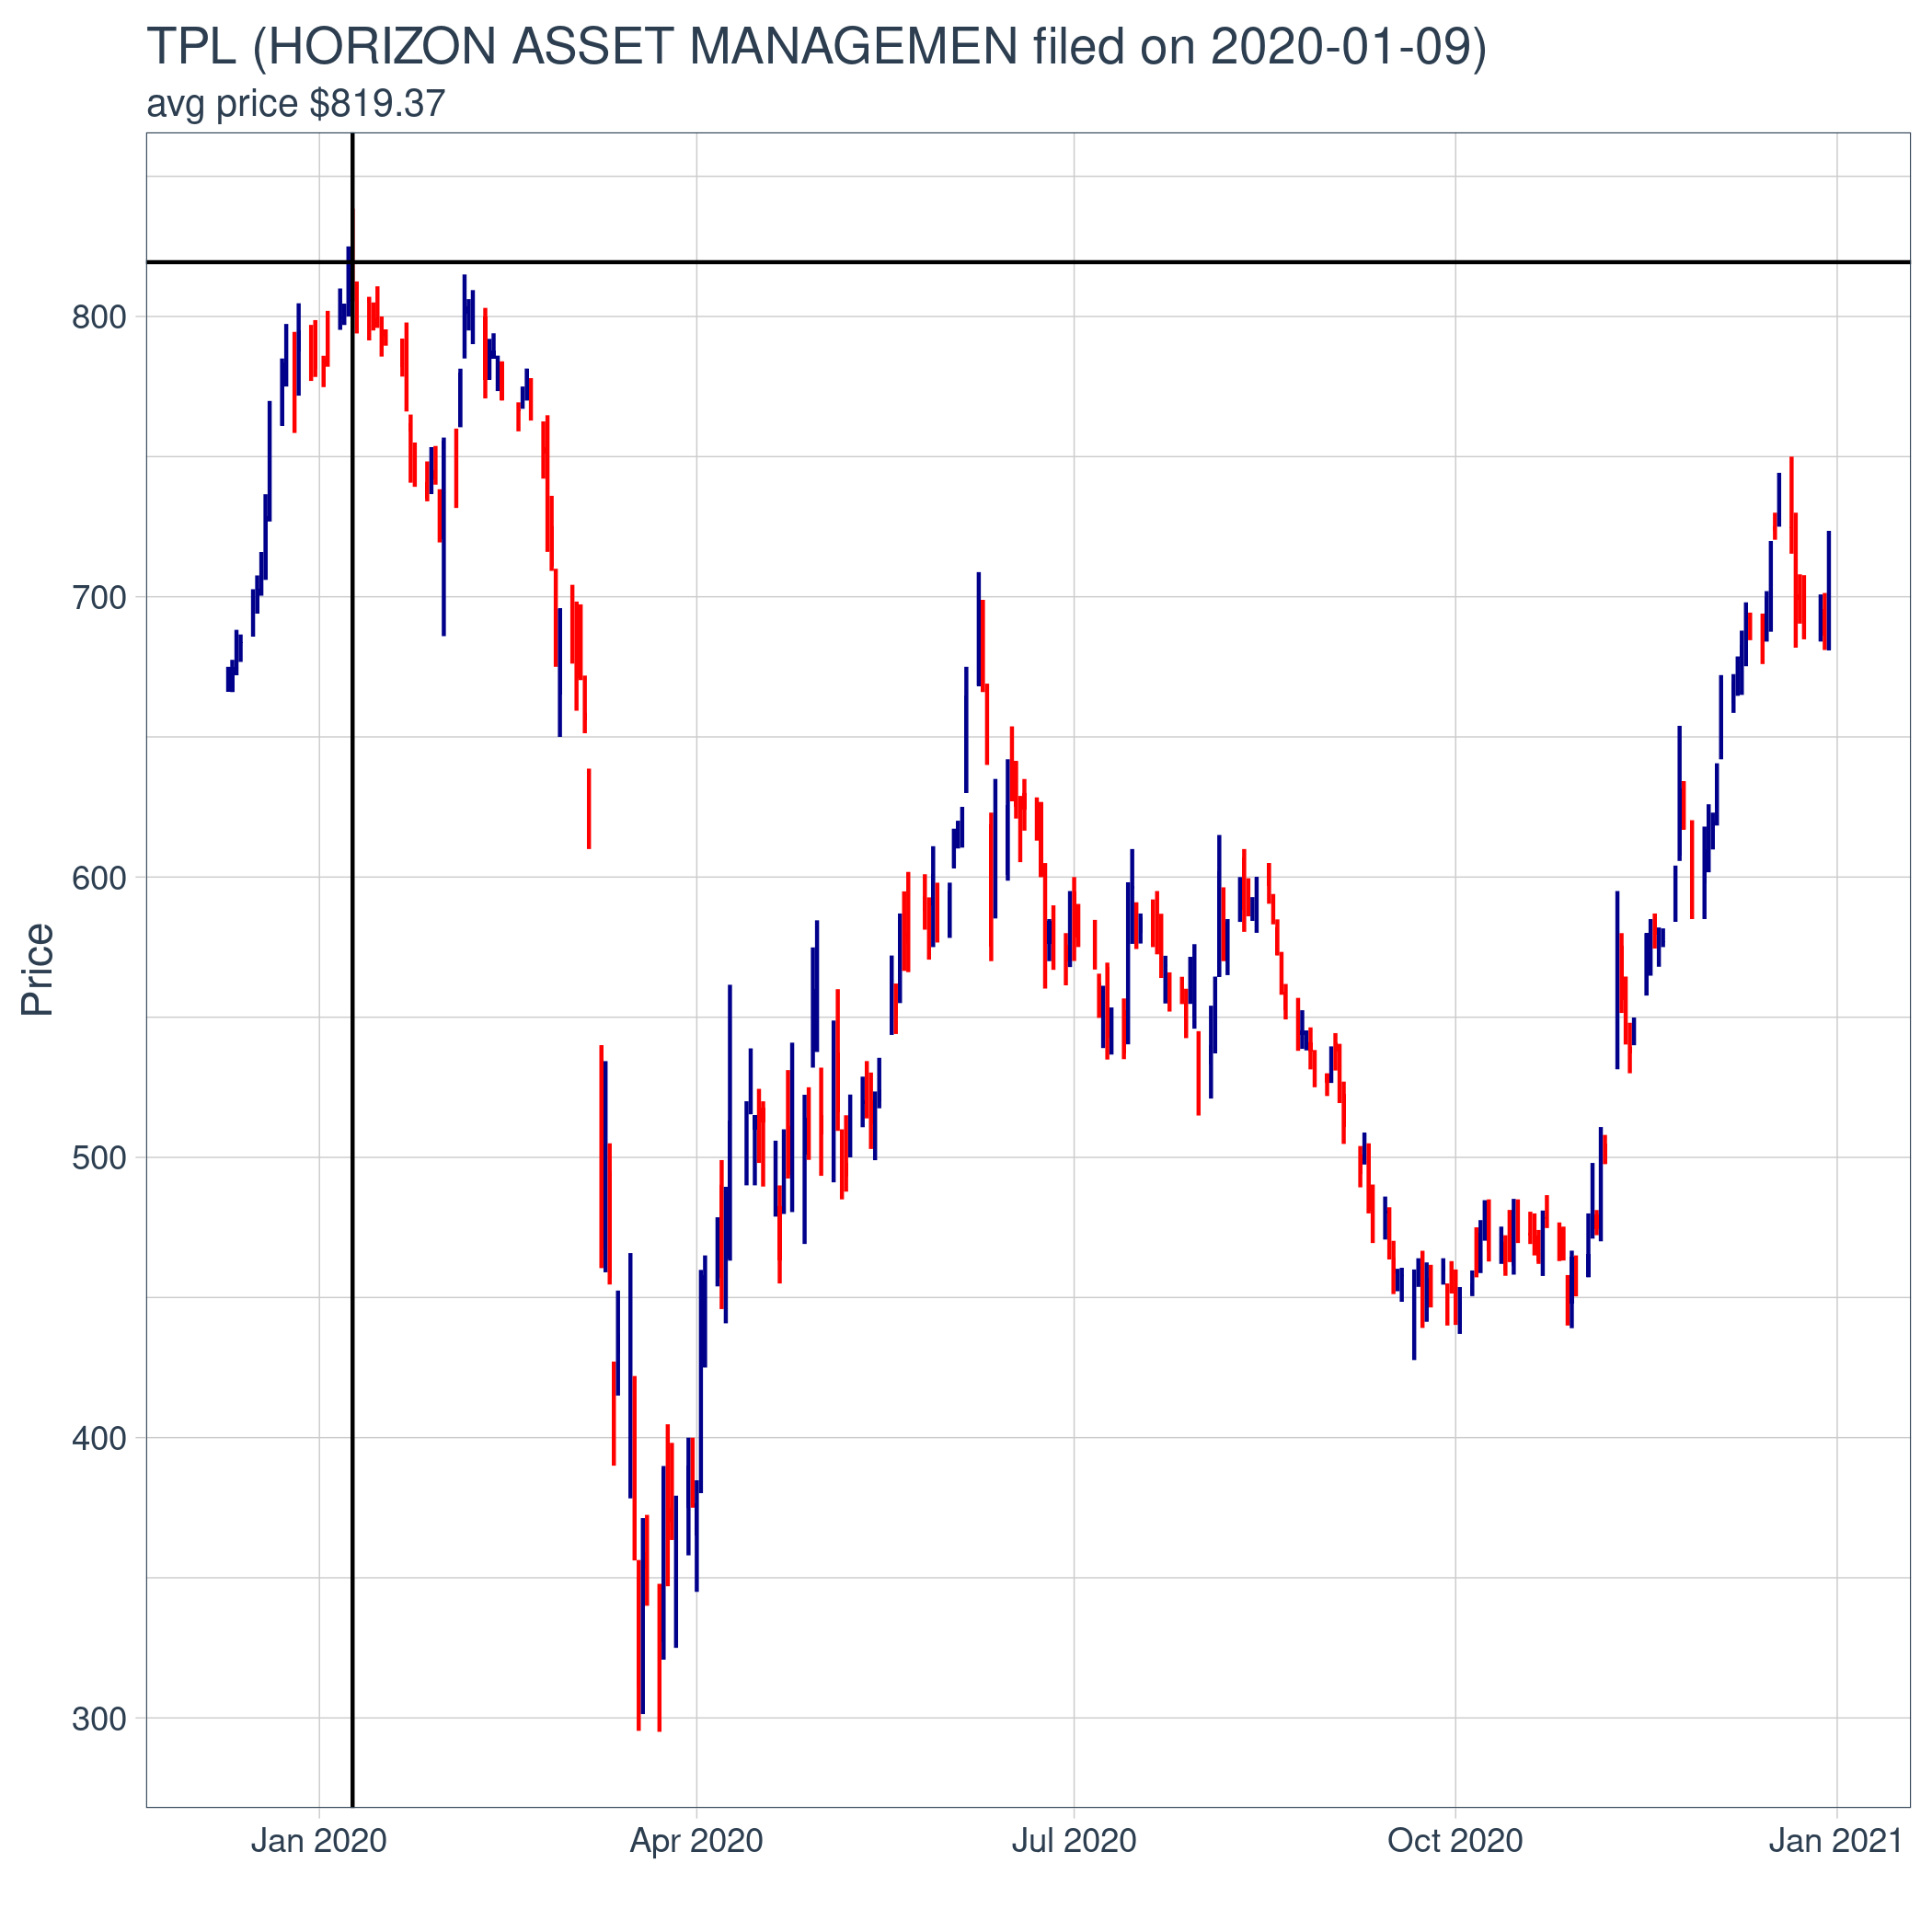 TPL (HORIZON ASSET MANAGEMEN filed on 2020-01-09)
avg price $819.37
800
700
600
500
400
300
Price
Jan 2020
Apr 2020
Jul 2020
Oct 2020
Jan 2021